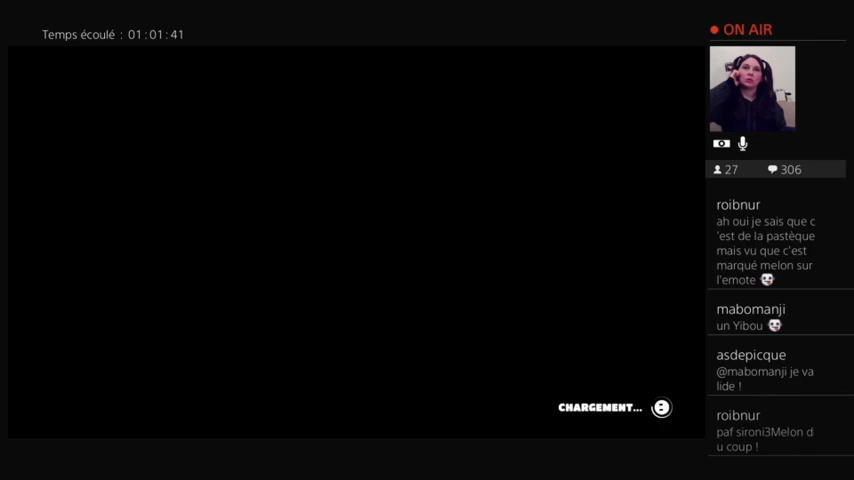 Temps écoulé : 01:01:41
ON AIR
27 306
roibnur
ah oui je sais que c
'est de la pastèque
mais vu que c'est
marqué melon sur
l'emote
mabomanji
un Yibou
asdepicque
@mabomanji je va
lide !
roibnur
paf sironi3Melon d
u coup !
CHARGEMENT...